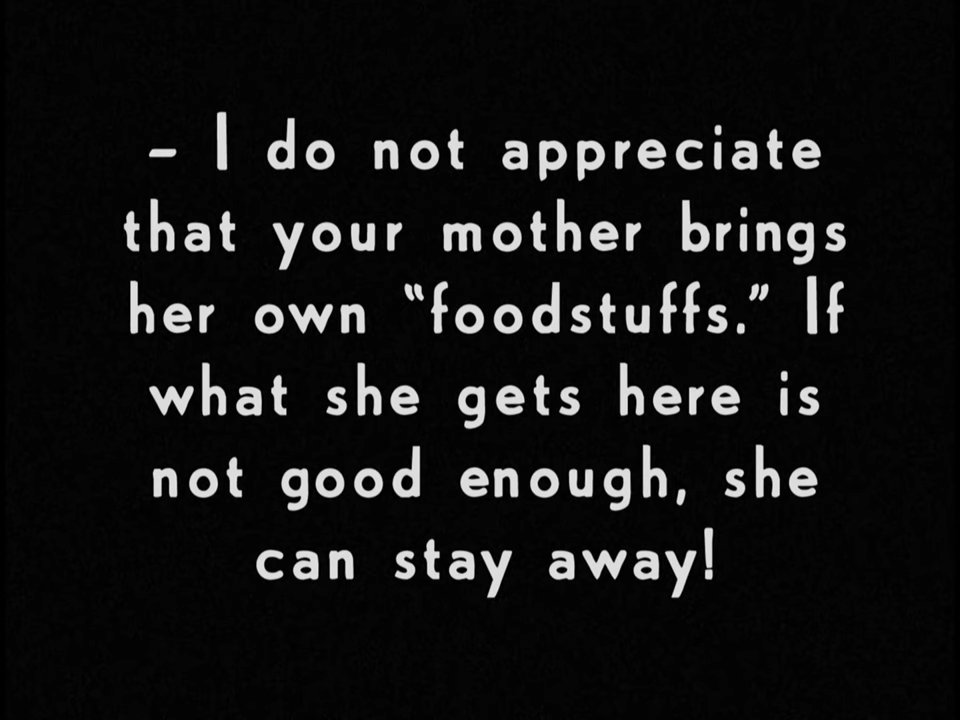 - I do not appreciate
that your mother brings
her own “foodstuffs.” If
what she gets here is
not good enough, she
can stay away!